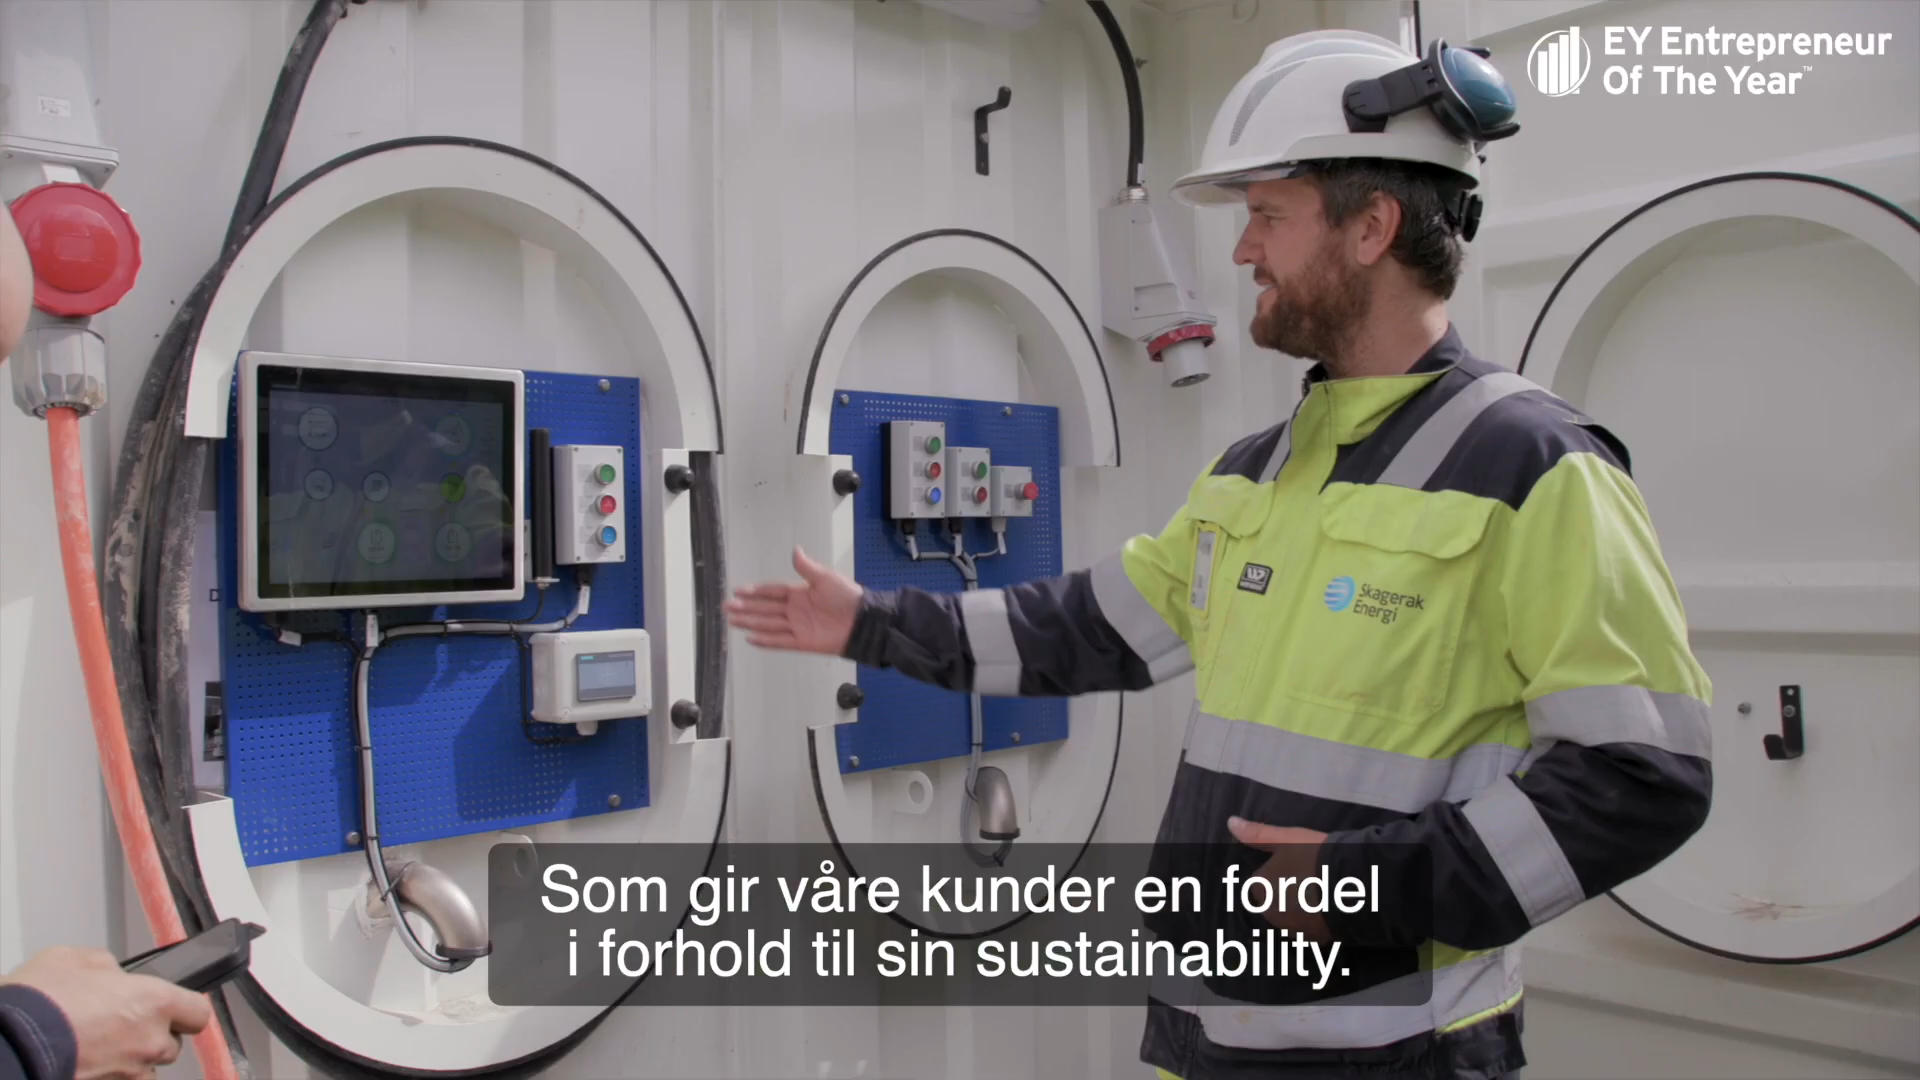 EY Entrepreneur
Of The Year™
Skagerak
Energi
Som gir våre kunder en fordel
i forhold til sin sustainability.